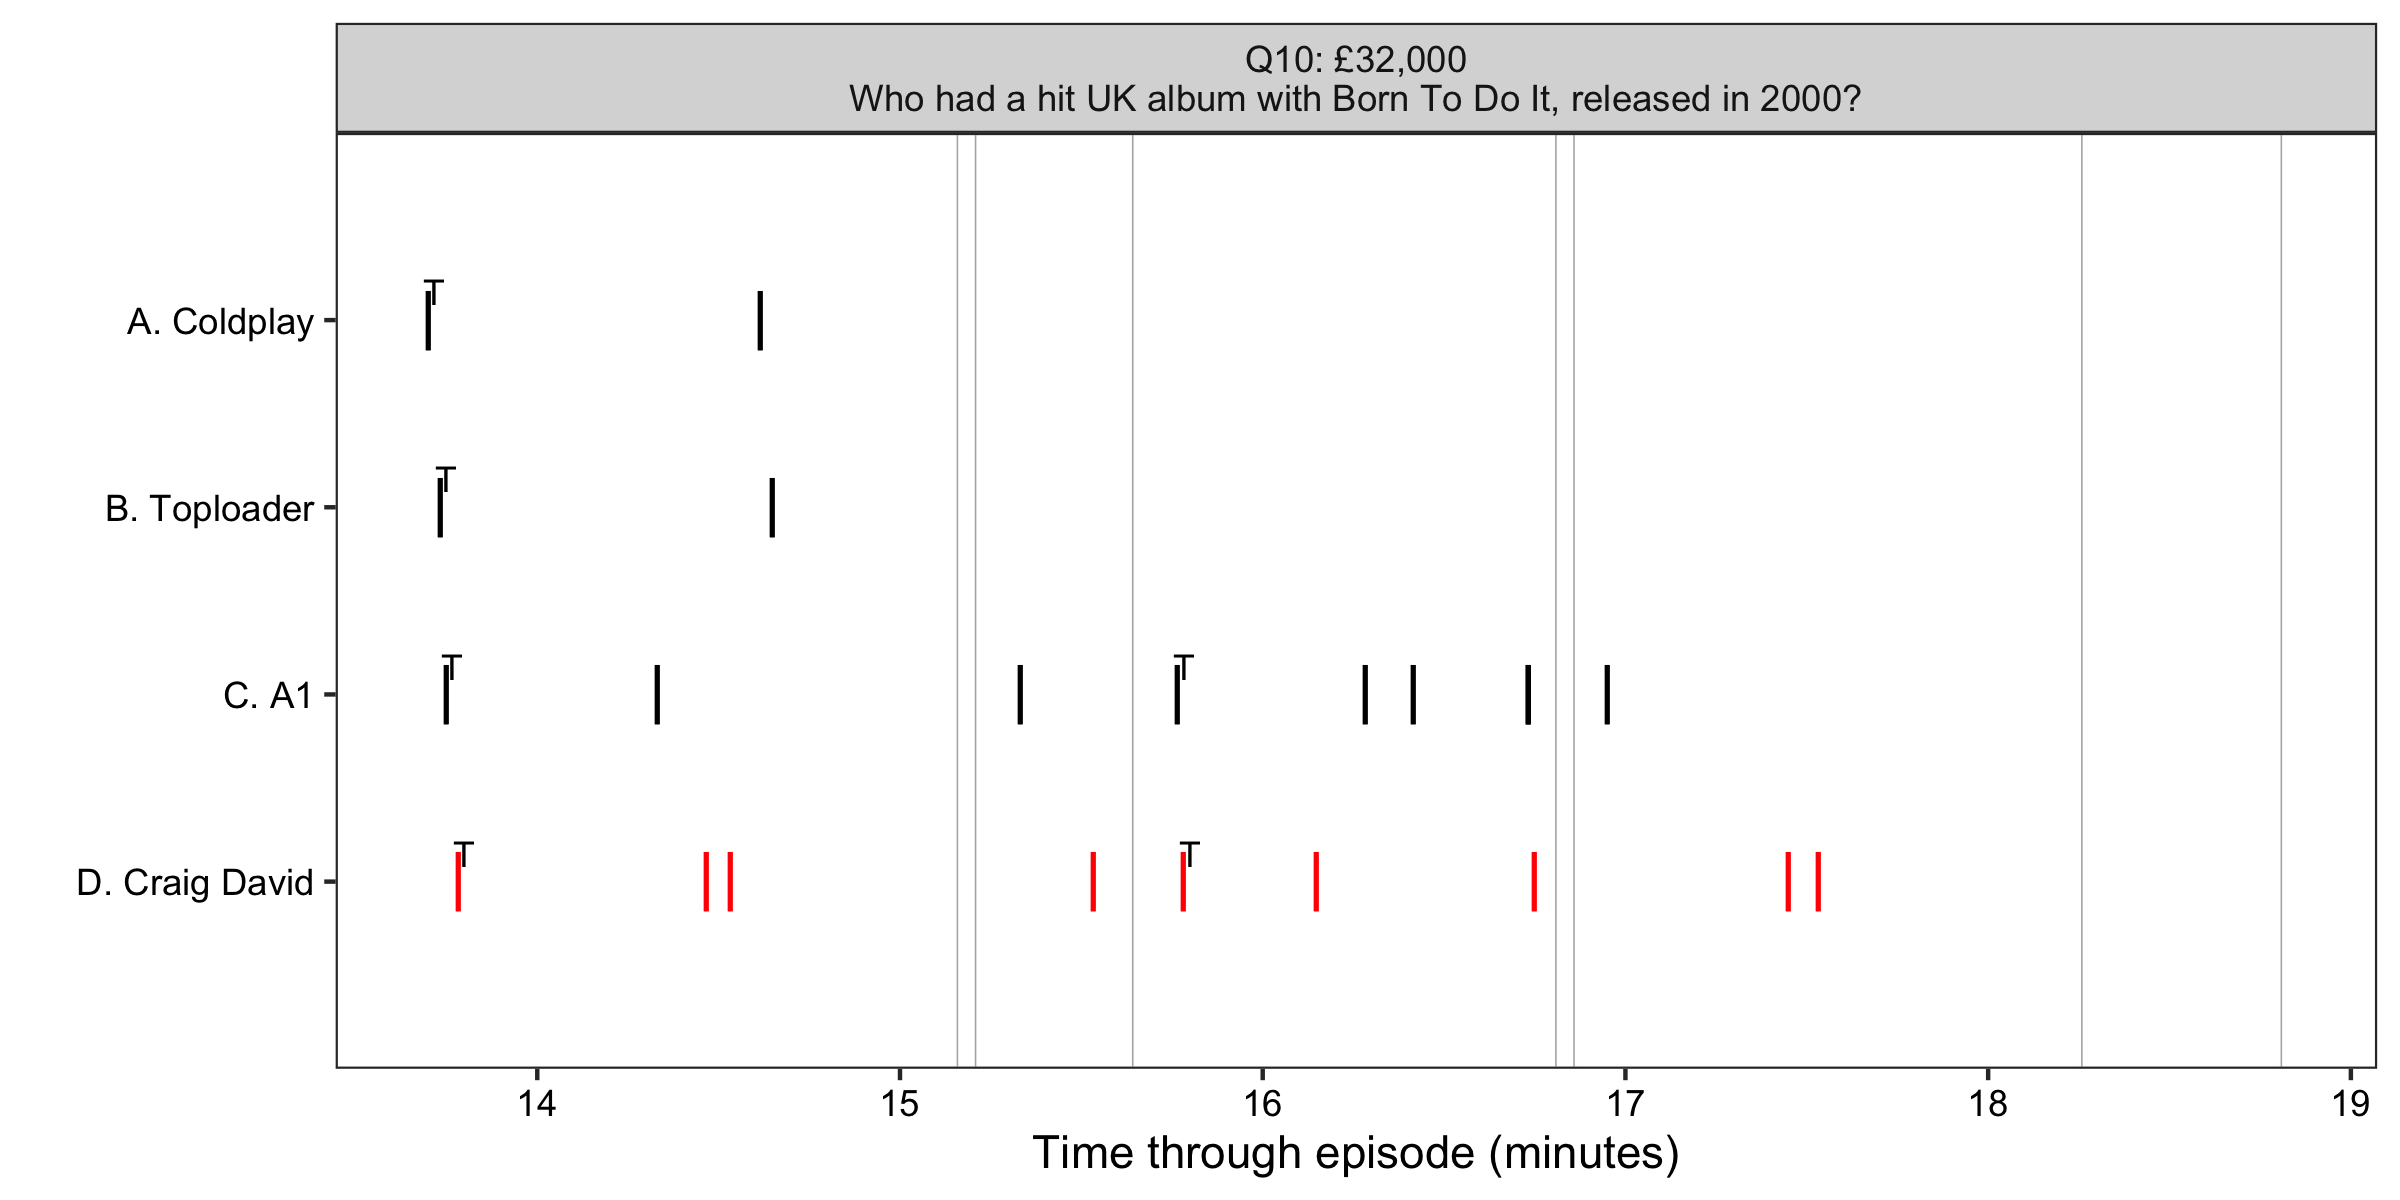 Q10: £32,000
Who had a hit UK album with Born To Do It, released in 2000?
T
A. Coldplay
T
B. Toploader
T T
C. A1
T T
D. Craig David
14 15 16 17 18 19
Time through episode (minutes)